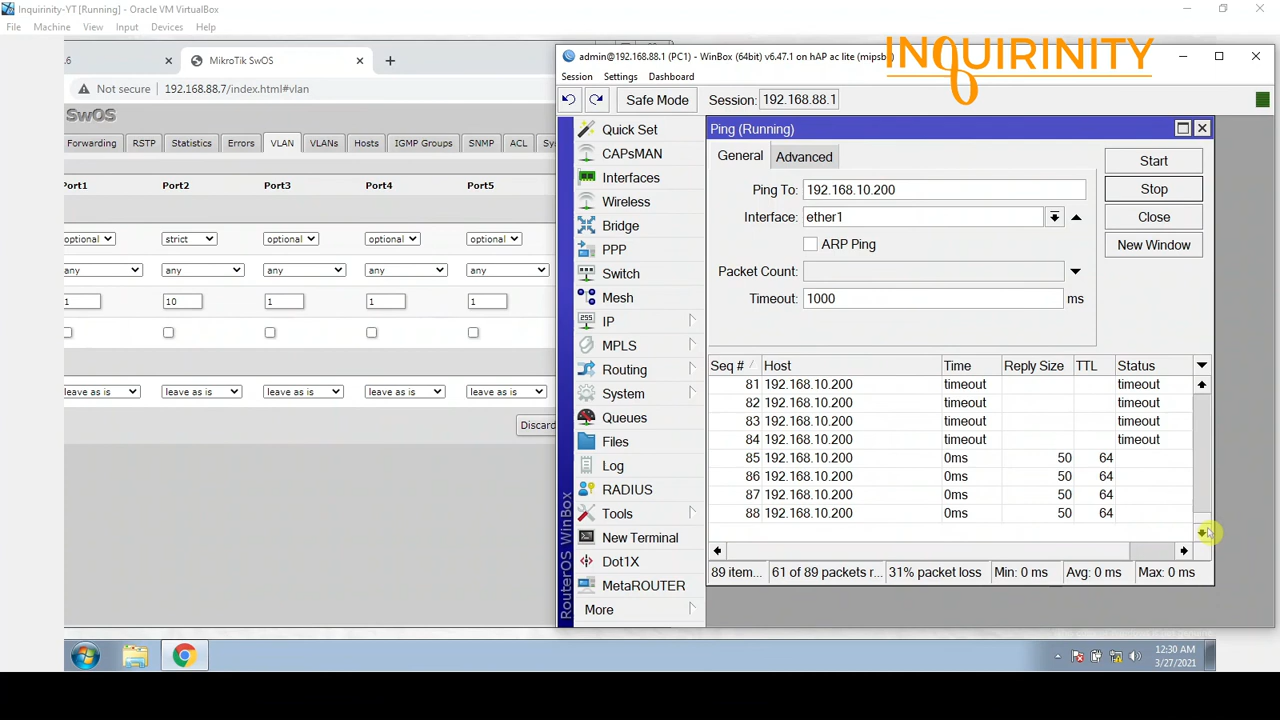 Inquirinity-YT [Running] - Oracle VM VirtualBox
File Machine View Input Devices Help
.6
MikroTik SwOS
Not secure 192.168.88.7/index.html#vlan
SwOS
Forwarding RSTP Statistics Errors VLAN VLANs Hosts IGMP Groups SNMP ACL Sys
Port1 Port2 Port3 Port4 Port5
optional strict optional optional optional
any any any any any
1 10 1 1 1
leave as is leave as is leave as is leave as is leave as is
Discard
admin@192.168.88.1 (PC1) - WinBox (64bit) v6.47.1 on hAP ac lite (mipsb
INQUIRINITY
Session Settings Dashboard
Safe Mode Session: 192.168.88.1
RouterOS WinBox
Quick Set
CAPsMAN
Interfaces
Wireless
Bridge
PPP
Switch
Mesh
255
IP
MPLS
Routing
System
Queues
Files
Log
RADIUS
Tools
New Terminal
Dot1X
MetaROUTER
More
Ping (Running)
General Advanced
Ping To: 192.168.10.200
Interface: ether1
ARP Ping
Packet Count:
Timeout: 1000 ms
Start
Stop
Close
New Window
Seq # Host Time Reply Size TTL Status
81 192.168.10.200 timeout timeout
82 192.168.10.200 timeout timeout
83 192.168.10.200 timeout timeout
84 192.168.10.200 timeout timeout
85 192.168.10.200 0ms 50 64
86 192.168.10.200 0ms 50 64
87 192.168.10.200 0ms 50 64
88 192.168.10.200 0ms 50 64
89 item... 61 of 89 packets r... 31% packet loss Min: 0 ms Avg: 0 ms Max: 0 ms
12:30 AM
3/27/2021